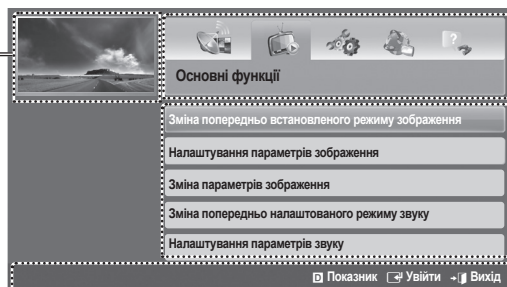 Основні функції
Зміна попередньо встановленого режиму зображення
Налаштування параметрів зображення
Зміна параметрів зображення
Зміна попередньо налаштованого режиму звуку
Налаштування параметрів звуку
D Показник Увійти Вихід